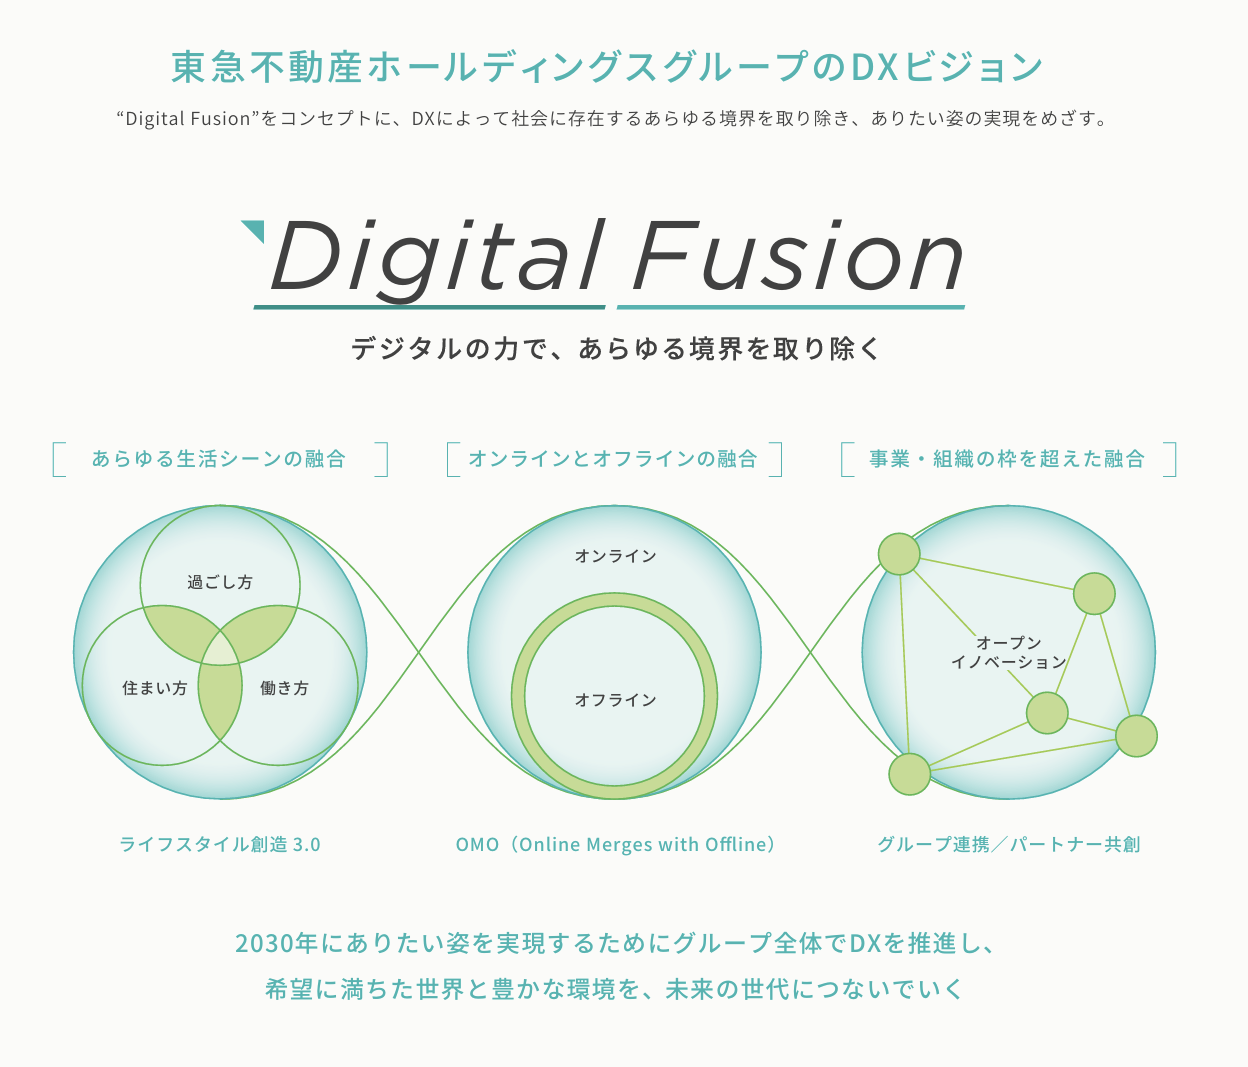 東急不動産ホールディングスグループのDXビジョン
“Digital Fusion”をコンセプトに、DXによって社会に存在するあらゆる境界を取り除き、ありたい姿の実現をめざす。
Digital Fusion
デジタルの力で、あらゆる境界を取り除く
あらゆる生活シーンの融合
オンラインとオフラインの融合
事業・組織の枠を超えた融合
過ごし方
住まい方
働き方
オンライン
オフライン
オープン
イノベーション
ライフスタイル創造 3.0
OMO（Online Merges with Offline）
グループ連携／パートナー共創
2030年にありたい姿を実現するためにグループ全体でDXを推進し、
希望に満ちた世界と豊かな環境を、未来の世代につないでいく